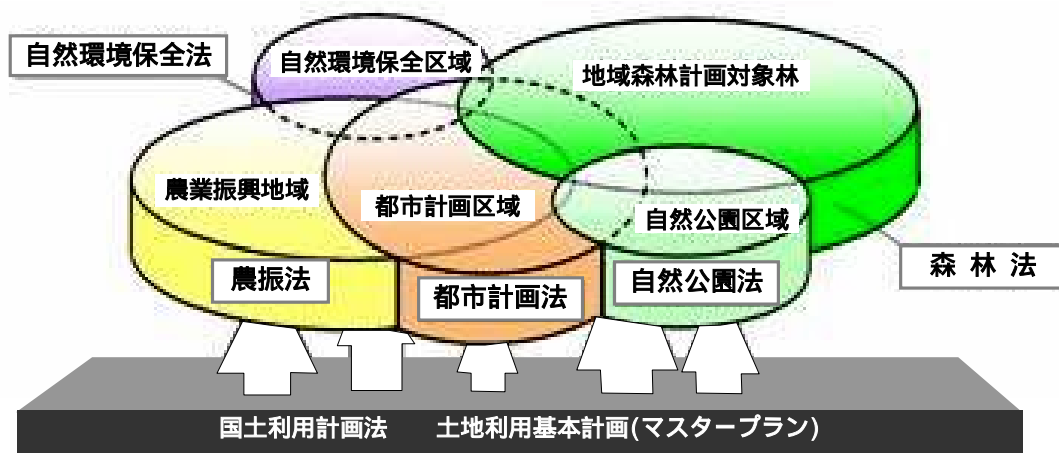 自然環境保全法
自然環境保全区域
地域森林計画対象林
農業振興地域
都市計画区域
自然公園区域
農振法
都市計画法
自然公園法
森 林 法
国土利用計画法　　土地利用基本計画(マスタープラン)